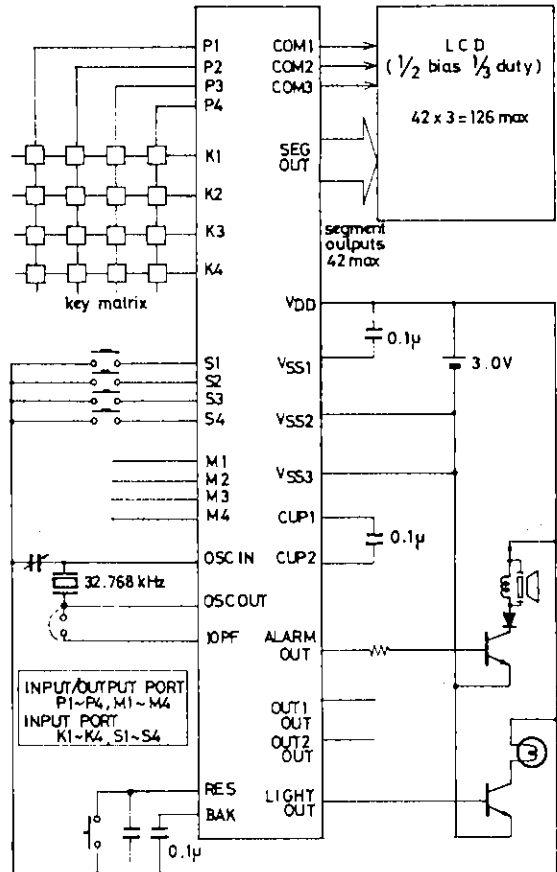 P1
P2
P3
P4
K1
K2
K3
K4
key matrix
S1
S2
S3
S4
M1
M2
M3
M4
OSC IN
32.768 kHz
OSC OUT
10PF
INPUT/OUTPUT PORT
P1~P4, M1~M4
INPUT PORT
K1~K4, S1~S4
RES
BAK
0.1μ
COM1
COM2
COM3
SEG
OUT
segment
outputs
42 max
LCD
(1/2 bias 1/3 duty)
42 x 3 = 126 max
VDD
0.1μ
VSS1
3.0V
VSS2
VSS3
CUP1
0.1μ
CUP2
ALARM
OUT
OUT1
OUT
OUT2
OUT
LIGHT
OUT